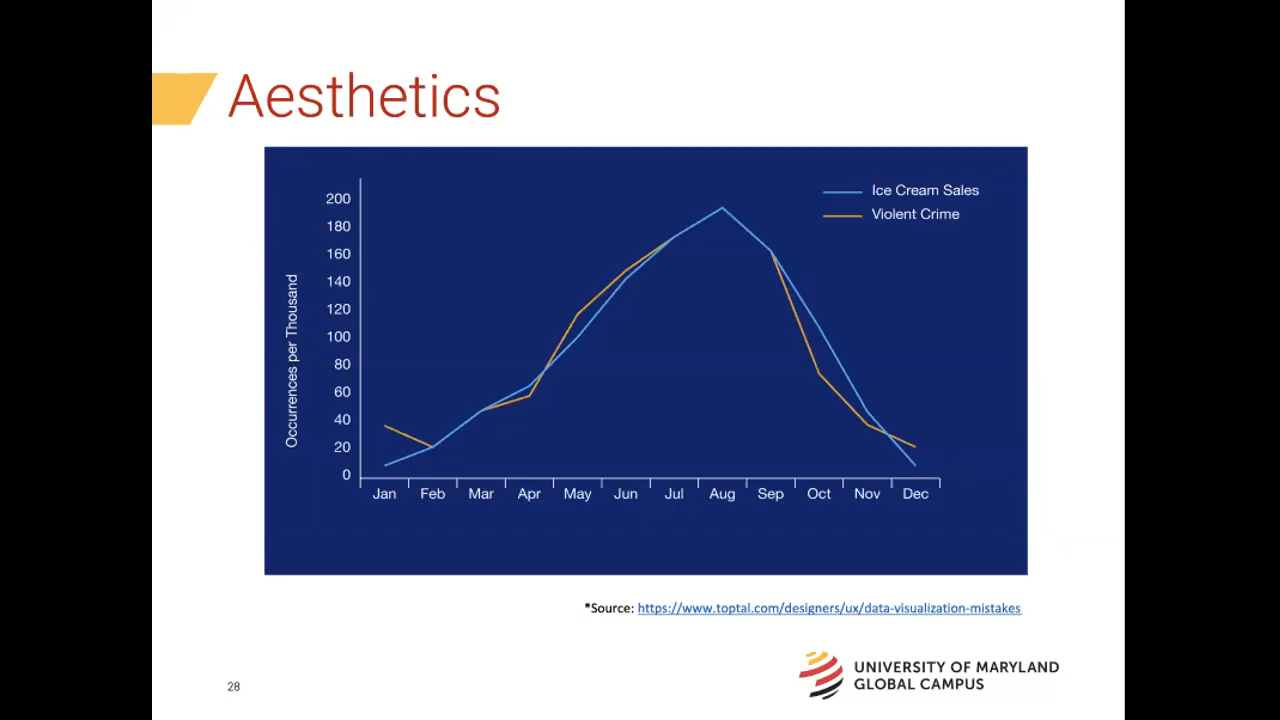 Aesthetics
Ice Cream Sales
Violent Crime
Occurrences per Thousand
200
180
160
140
120
100
80
60
40
20
0
Jan Feb Mar Apr May Jun Jul Aug Sep Oct Nov Dec
*Source: https://www.toptal.com/designers/ux/data-visualization-mistakes
28
UNIVERSITY OF MARYLAND
GLOBAL CAMPUS